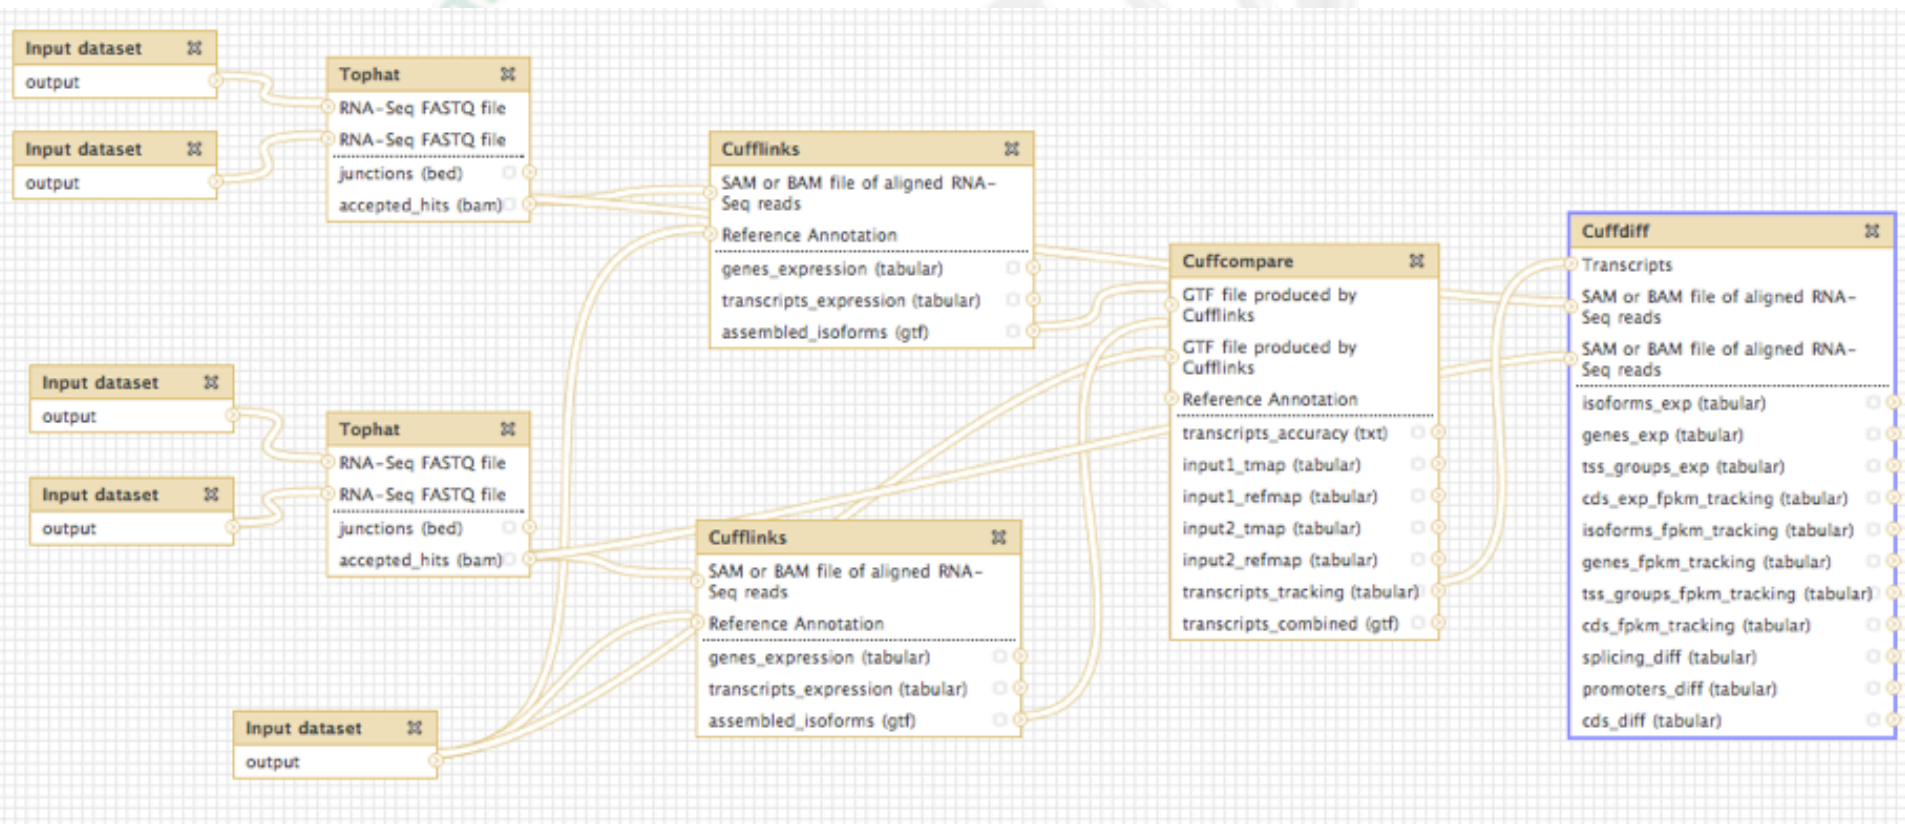 Input dataset
output
Input dataset
output
Tophat
RNA-Seq FASTQ file
RNA-Seq FASTQ file
junctions (bed)
accepted_hits (bam)
Input dataset
output
Input dataset
output
Tophat
RNA-Seq FASTQ file
RNA-Seq FASTQ file
junctions (bed)
accepted_hits (bam)
Input dataset
output
Cufflinks
SAM or BAM file of aligned RNA-
Seq reads
Reference Annotation
genes_expression (tabular)
transcripts_expression (tabular)
assembled_isoforms (gtf)
Cufflinks
SAM or BAM file of aligned RNA-
Seq reads
Reference Annotation
genes_expression (tabular)
transcripts_expression (tabular)
assembled_isoforms (gtf)
Cuffcompare
GTF file produced by
Cufflinks
GTF file produced by
Cufflinks
Reference Annotation
transcripts_accuracy (txt)
input1_tmap (tabular)
input1_refmap (tabular)
input2_tmap (tabular)
input2_refmap (tabular)
transcripts_tracking (tabular)
transcripts_combined (gtf)
Cuffdiff
Transcripts
SAM or BAM file of aligned RNA-
Seq reads
SAM or BAM file of aligned RNA-
Seq reads
isoforms_exp (tabular)
genes_exp (tabular)
tss_groups_exp (tabular)
cds_exp_fpkm_tracking (tabular)
isoforms_fpkm_tracking (tabular)
genes_fpkm_tracking (tabular)
tss_groups_fpkm_tracking (tabular)
cds_fpkm_tracking (tabular)
splicing_diff (tabular)
promoters_diff (tabular)
cds_diff (tabular)